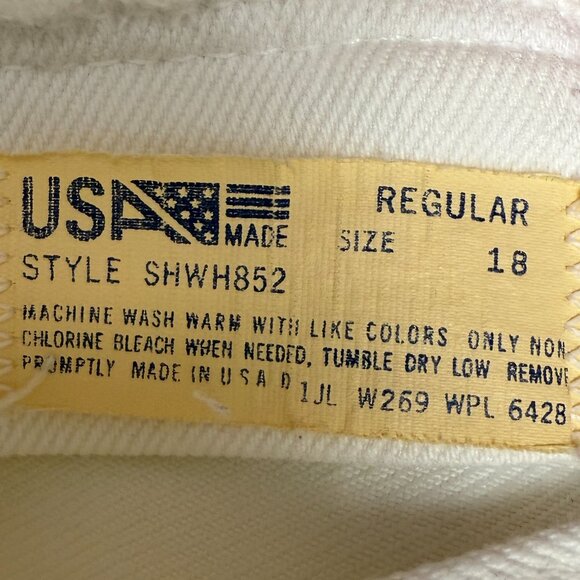 USA MADE
REGULAR
SIZE 18
STYLE SHWH852
MACHINE WASH WARM WITH LIKE COLORS ONLY NON
CHLORINE BLEACH WHEN NEEDED, TUMBLE DRY LOW REMOVE
PROMPTLY MADE IN U S A D 1JL W269 WPL 6428